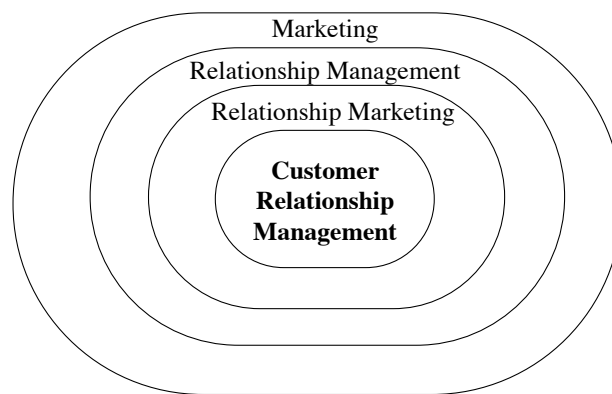 Marketing
Relationship Management
Relationship Marketing
Customer
Relationship
Management